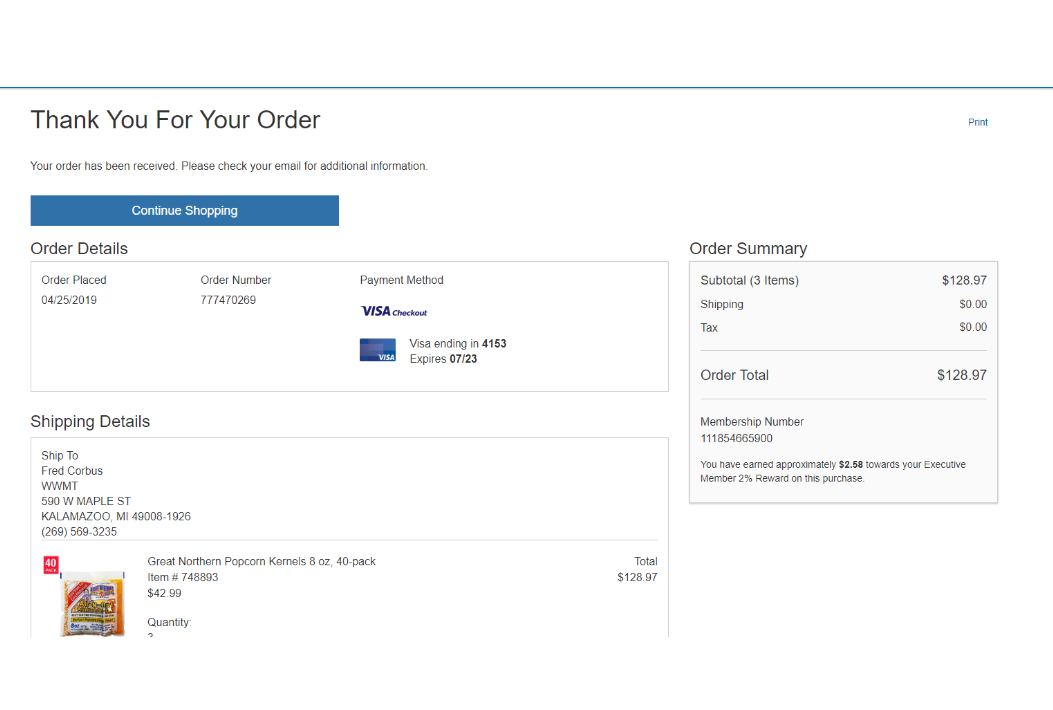 Thank You For Your Order
Print
Your order has been received. Please check your email for additional information.
Continue Shopping
Order Details
Order Placed
04/25/2019
Order Number
777470269
Payment Method
VISA Checkout
VISA
Visa ending in 4153
Expires 07/23
Shipping Details
Ship To
Fred Corbus
WWMT
590 W MAPLE ST
KALAMAZOO, MI 49008-1926
(269) 569-3235
40
PACK
8oz
Great Northern Popcorn Kernels 8 oz, 40-pack
Item # 748893
$42.99
Quantity:
Total
$128.97
Order Summary
Subtotal (3 Items) $128.97
Shipping $0.00
Tax $0.00
Order Total $128.97
Membership Number
111854665900
You have earned approximately $2.58 towards your Executive
Member 2% Reward on this purchase.